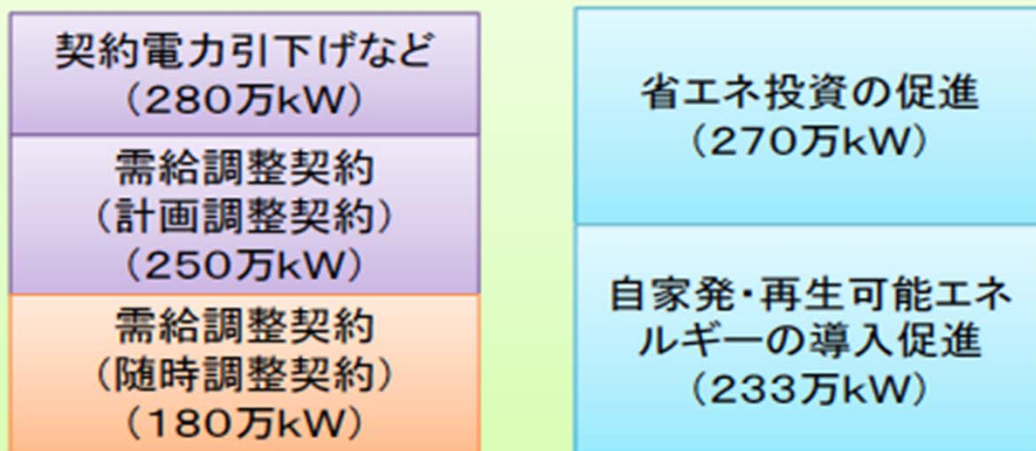 契約電力引下げなど
（280万kW）
需給調整契約
（計画調整契約）
（250万kW）
需給調整契約
（随時調整契約）
（180万kW）
省エネ投資の促進
（270万kW）
自家発・再生可能エネ
ルギーの導入促進
（233万kW）